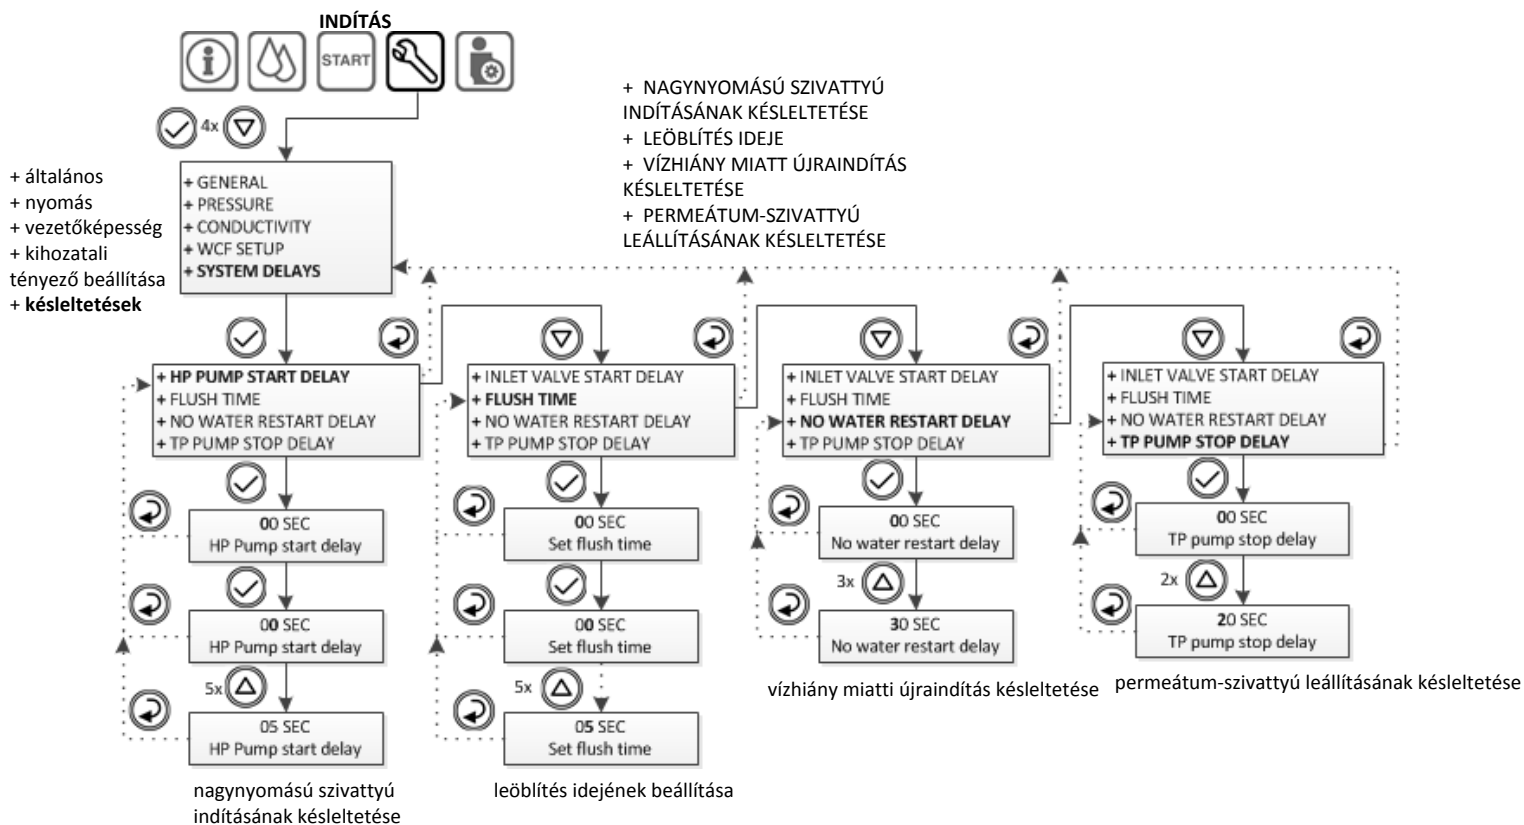 INDÍTÁS
START
4x
+ általános
+ nyomás
+ vezetőképesség
+ kihozatali
tényező beállítása
+ késleltetések
+ GENERAL
+ PRESSURE
+ CONDUCTIVITY
+ WCF SETUP
+ SYSTEM DELAYS
+ NAGYNYOMÁSÚ SZIVATTYÚ
INDÍTÁSÁNAK KÉSLELTETÉSE
+ LEÖBLÍTÉS IDEJE
+ VÍZHIÁNY MIATT ÚJRAINDÍTÁS
KÉSLELTETÉSE
+ PERMEÁTUM-SZIVATTYÚ
LEÁLLÍTÁSÁNAK KÉSLELTETÉSE
+ HP PUMP START DELAY
+ FLUSH TIME
+ NO WATER RESTART DELAY
+ TP PUMP STOP DELAY
00 SEC
HP Pump start delay
00 SEC
HP Pump start delay
5x
05 SEC
HP Pump start delay
nagynyomású szivattyú
indításának késleltetése
+ INLET VALVE START DELAY
+ FLUSH TIME
+ NO WATER RESTART DELAY
+ TP PUMP STOP DELAY
00 SEC
Set flush time
00 SEC
Set flush time
5x
05 SEC
Set flush time
leöblítés idejének beállítása
+ INLET VALVE START DELAY
+ FLUSH TIME
+ NO WATER RESTART DELAY
+ TP PUMP STOP DELAY
00 SEC
No water restart delay
3x
30 SEC
No water restart delay
vízhiány miatti újraindítás késleltetése
+ INLET VALVE START DELAY
+ FLUSH TIME
+ NO WATER RESTART DELAY
+ TP PUMP STOP DELAY
00 SEC
TP pump stop delay
2x
20 SEC
TP pump stop delay
permeátum-szivattyú leállításának késleltetése